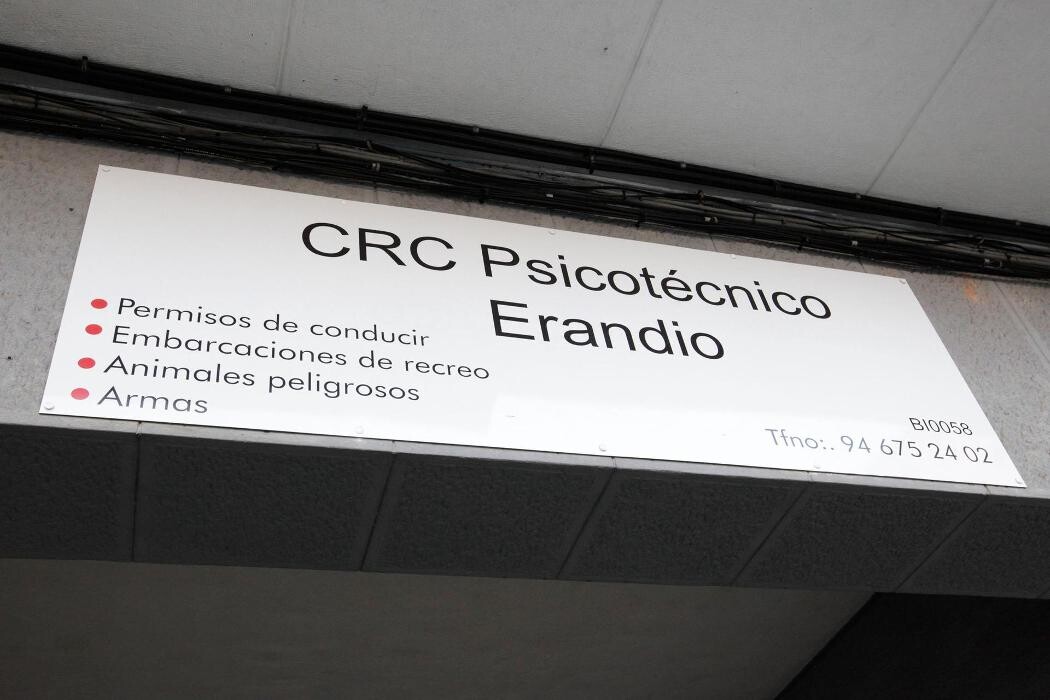 CRC Psicotécnico
Erandio
Permisos de conducir
Embarcaciones de recreo
Animales peligrosos
Armas
BI0058
Tfno:. 94 675 24 02